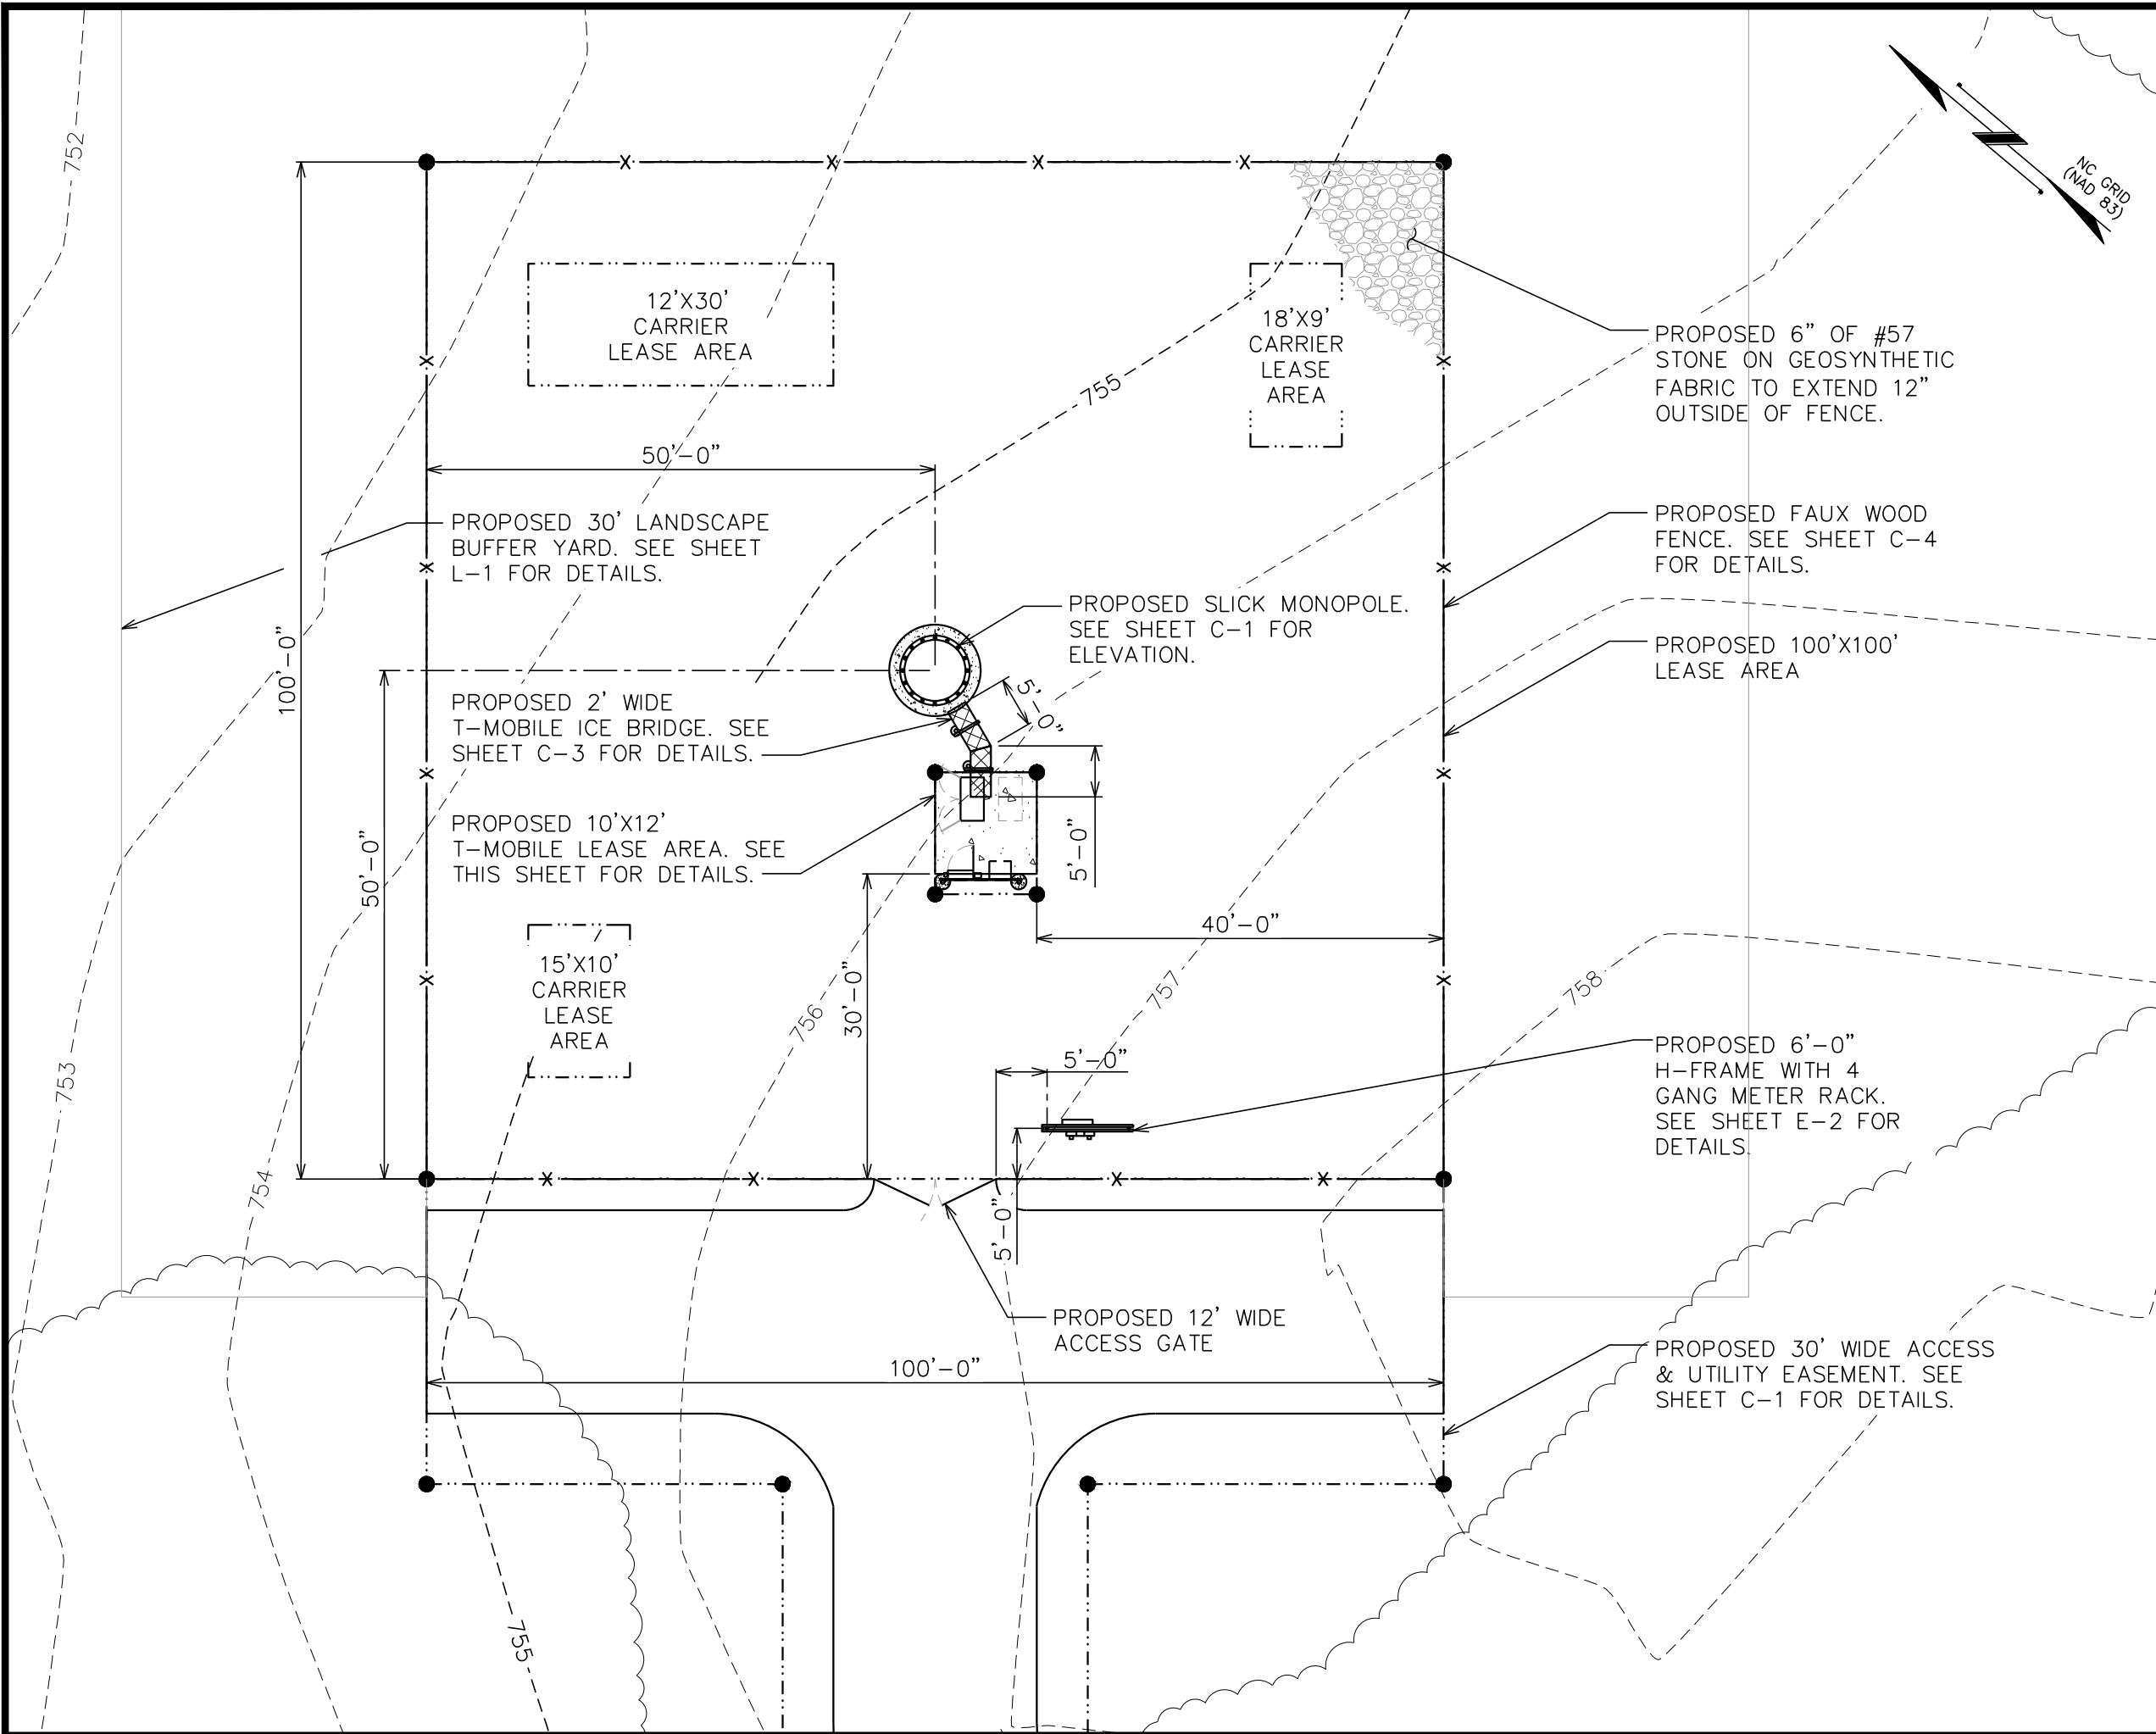 752
NC GRID
(NAD 83)
12'X30'
CARRIER
LEASE AREA
18'X9'
CARRIER
LEASE
AREA
PROPOSED 6" OF #57
STONE ON GEOSYNTHETIC
FABRIC TO EXTEND 12"
OUTSIDE OF FENCE.
755
50'-0"
PROPOSED 30' LANDSCAPE
BUFFER YARD. SEE SHEET
L-1 FOR DETAILS.
PROPOSED FAUX WOOD
FENCE. SEE SHEET C-4
FOR DETAILS.
PROPOSED SLICK MONOPOLE.
SEE SHEET C-1 FOR
ELEVATION.
PROPOSED 100'X100'
LEASE AREA
100'-0"
5'-0"
PROPOSED 2' WIDE
T-MOBILE ICE BRIDGE. SEE
SHEET C-3 FOR DETAILS.
PROPOSED 10'X12'
T-MOBILE LEASE AREA. SEE
THIS SHEET FOR DETAILS.
5'-0"
50'-0"
40'-0"
15'X10'
CARRIER
LEASE
AREA
30'-0"
756
757
758
753
5'-0"
PROPOSED 6'-0"
H-FRAME WITH 4
GANG METER RACK.
SEE SHEET E-2 FOR
DETAILS.
754
5'-0"
PROPOSED 12' WIDE
ACCESS GATE
100'-0"
PROPOSED 30' WIDE ACCESS
& UTILITY EASEMENT. SEE
SHEET C-1 FOR DETAILS.
755